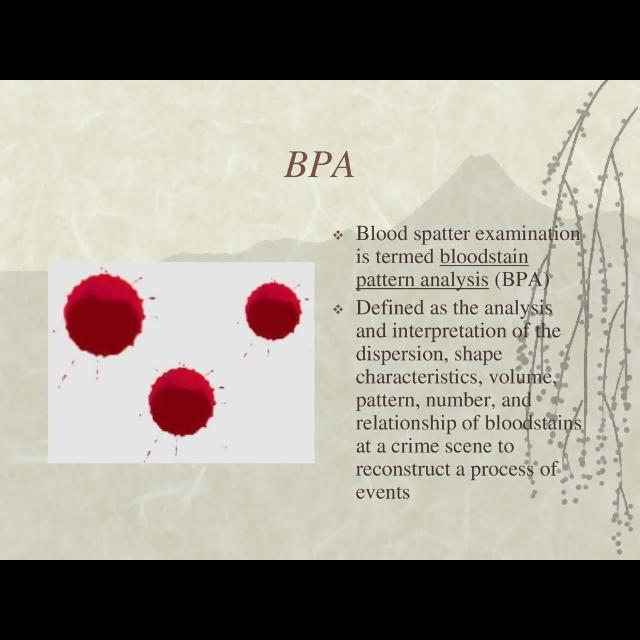 BPA
❖ Blood spatter examination
is termed bloodstain
pattern analysis (BPA)
❖ Defined as the analysis
and interpretation of the
dispersion, shape
characteristics, volume,
pattern, number, and
relationship of bloodstains
at a crime scene to
reconstruct a process of
events